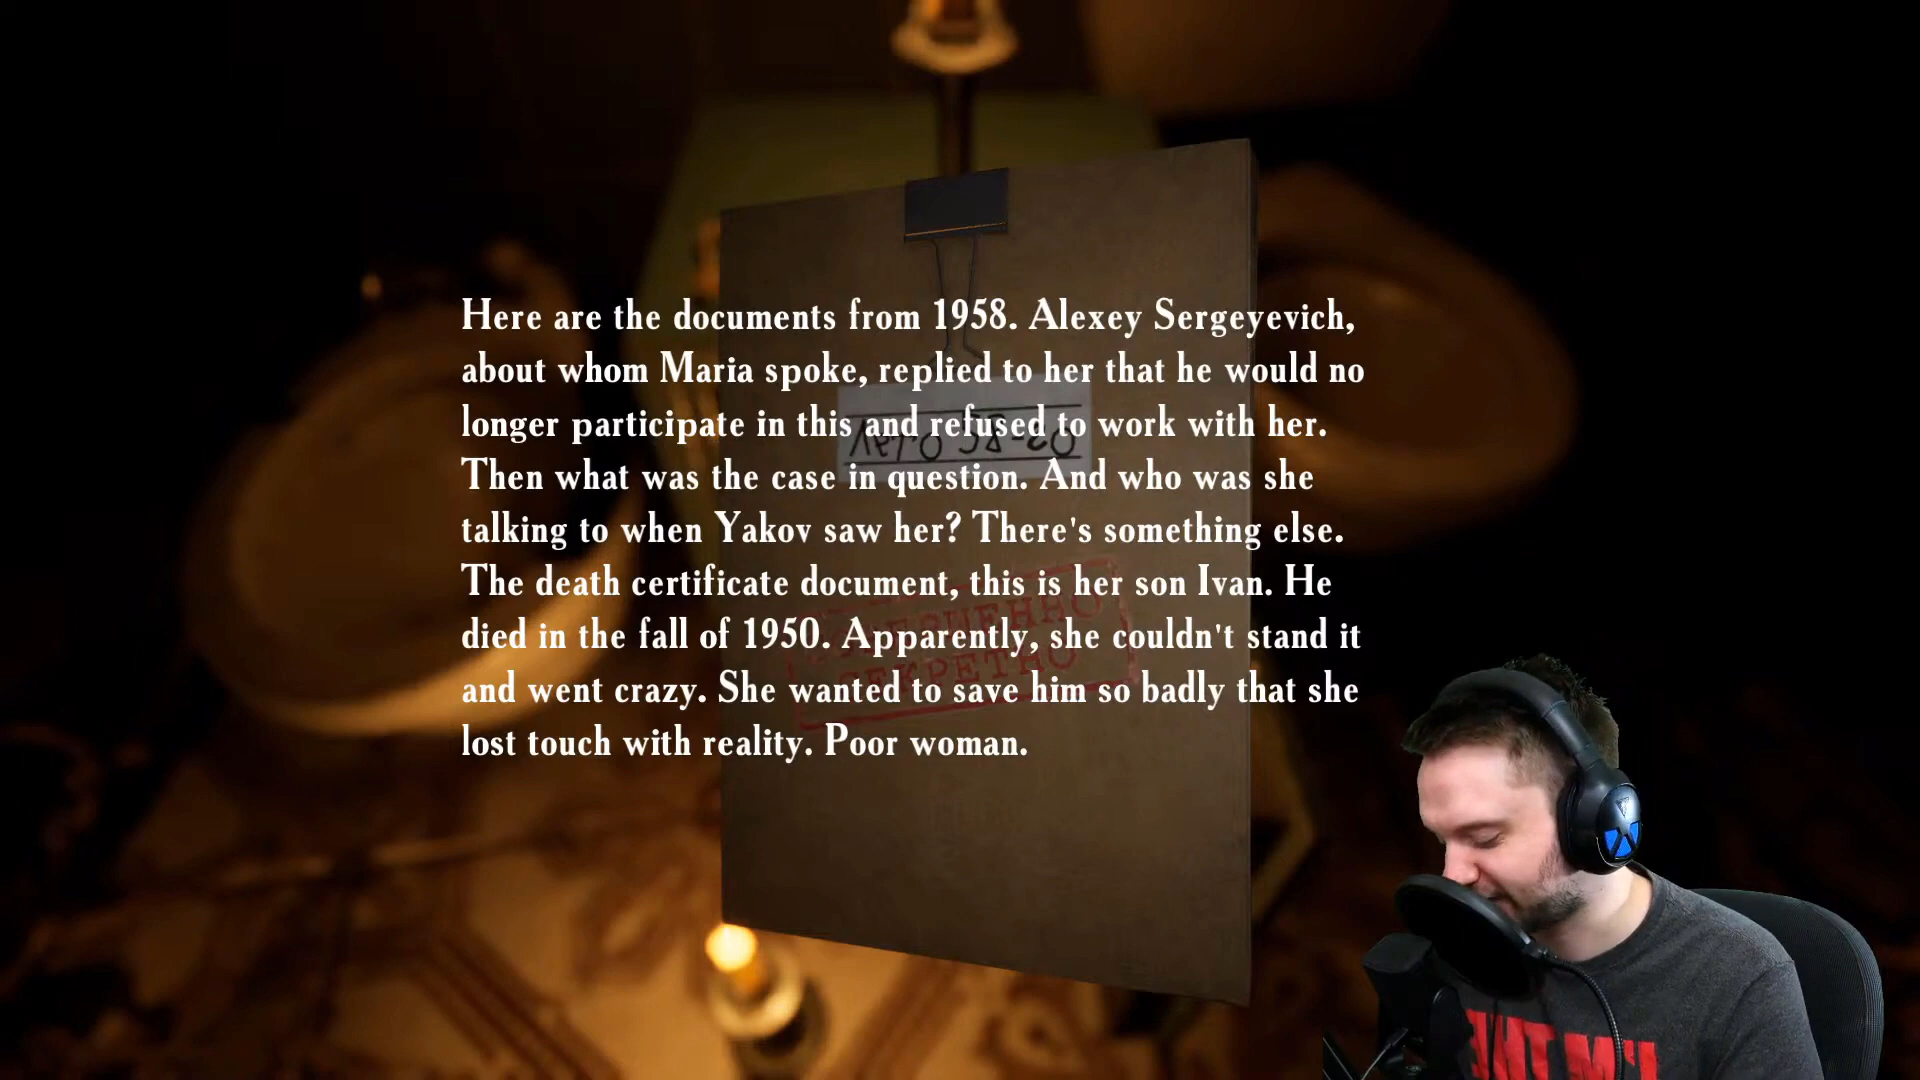 Here are the documents from 1958. Alexey Sergeyevich,
about whom Maria spoke, replied to her that he would no
longer participate in this and refused to work with her.
Then what was the case in question. And who was she
talking to when Yakov saw her? There's something else.
The death certificate document, this is her son Ivan. He
died in the fall of 1950. Apparently, she couldn't stand it
and went crazy. She wanted to save him so badly that she
lost touch with reality. Poor woman.
СЕКРЕТНО